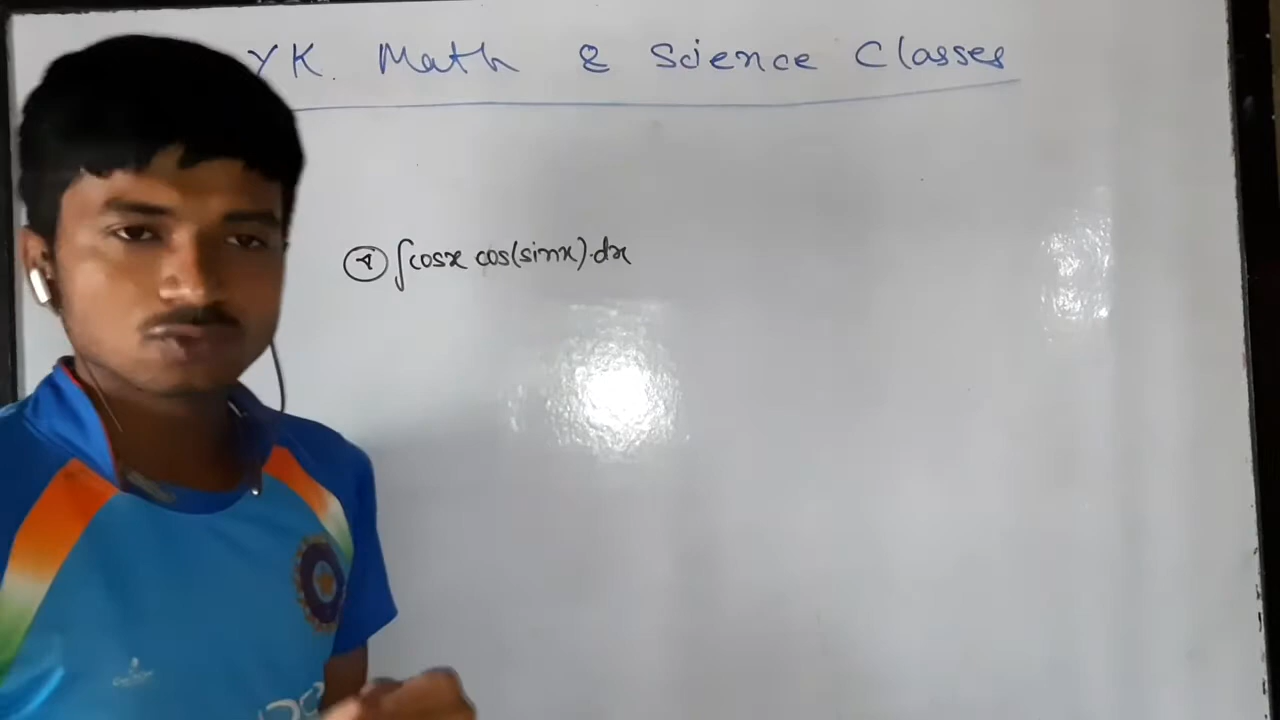 YK. Math & Science Classes
④ ∫cosx cos(sinx).dx